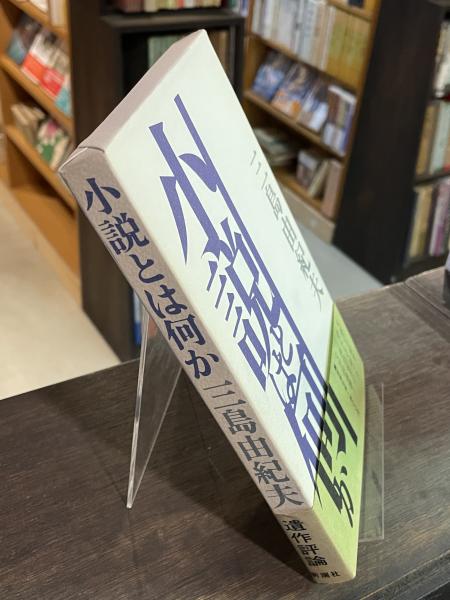 小説とは何か
三島由紀夫
小説とは何か 三島由紀夫
遺作評論
新潮社